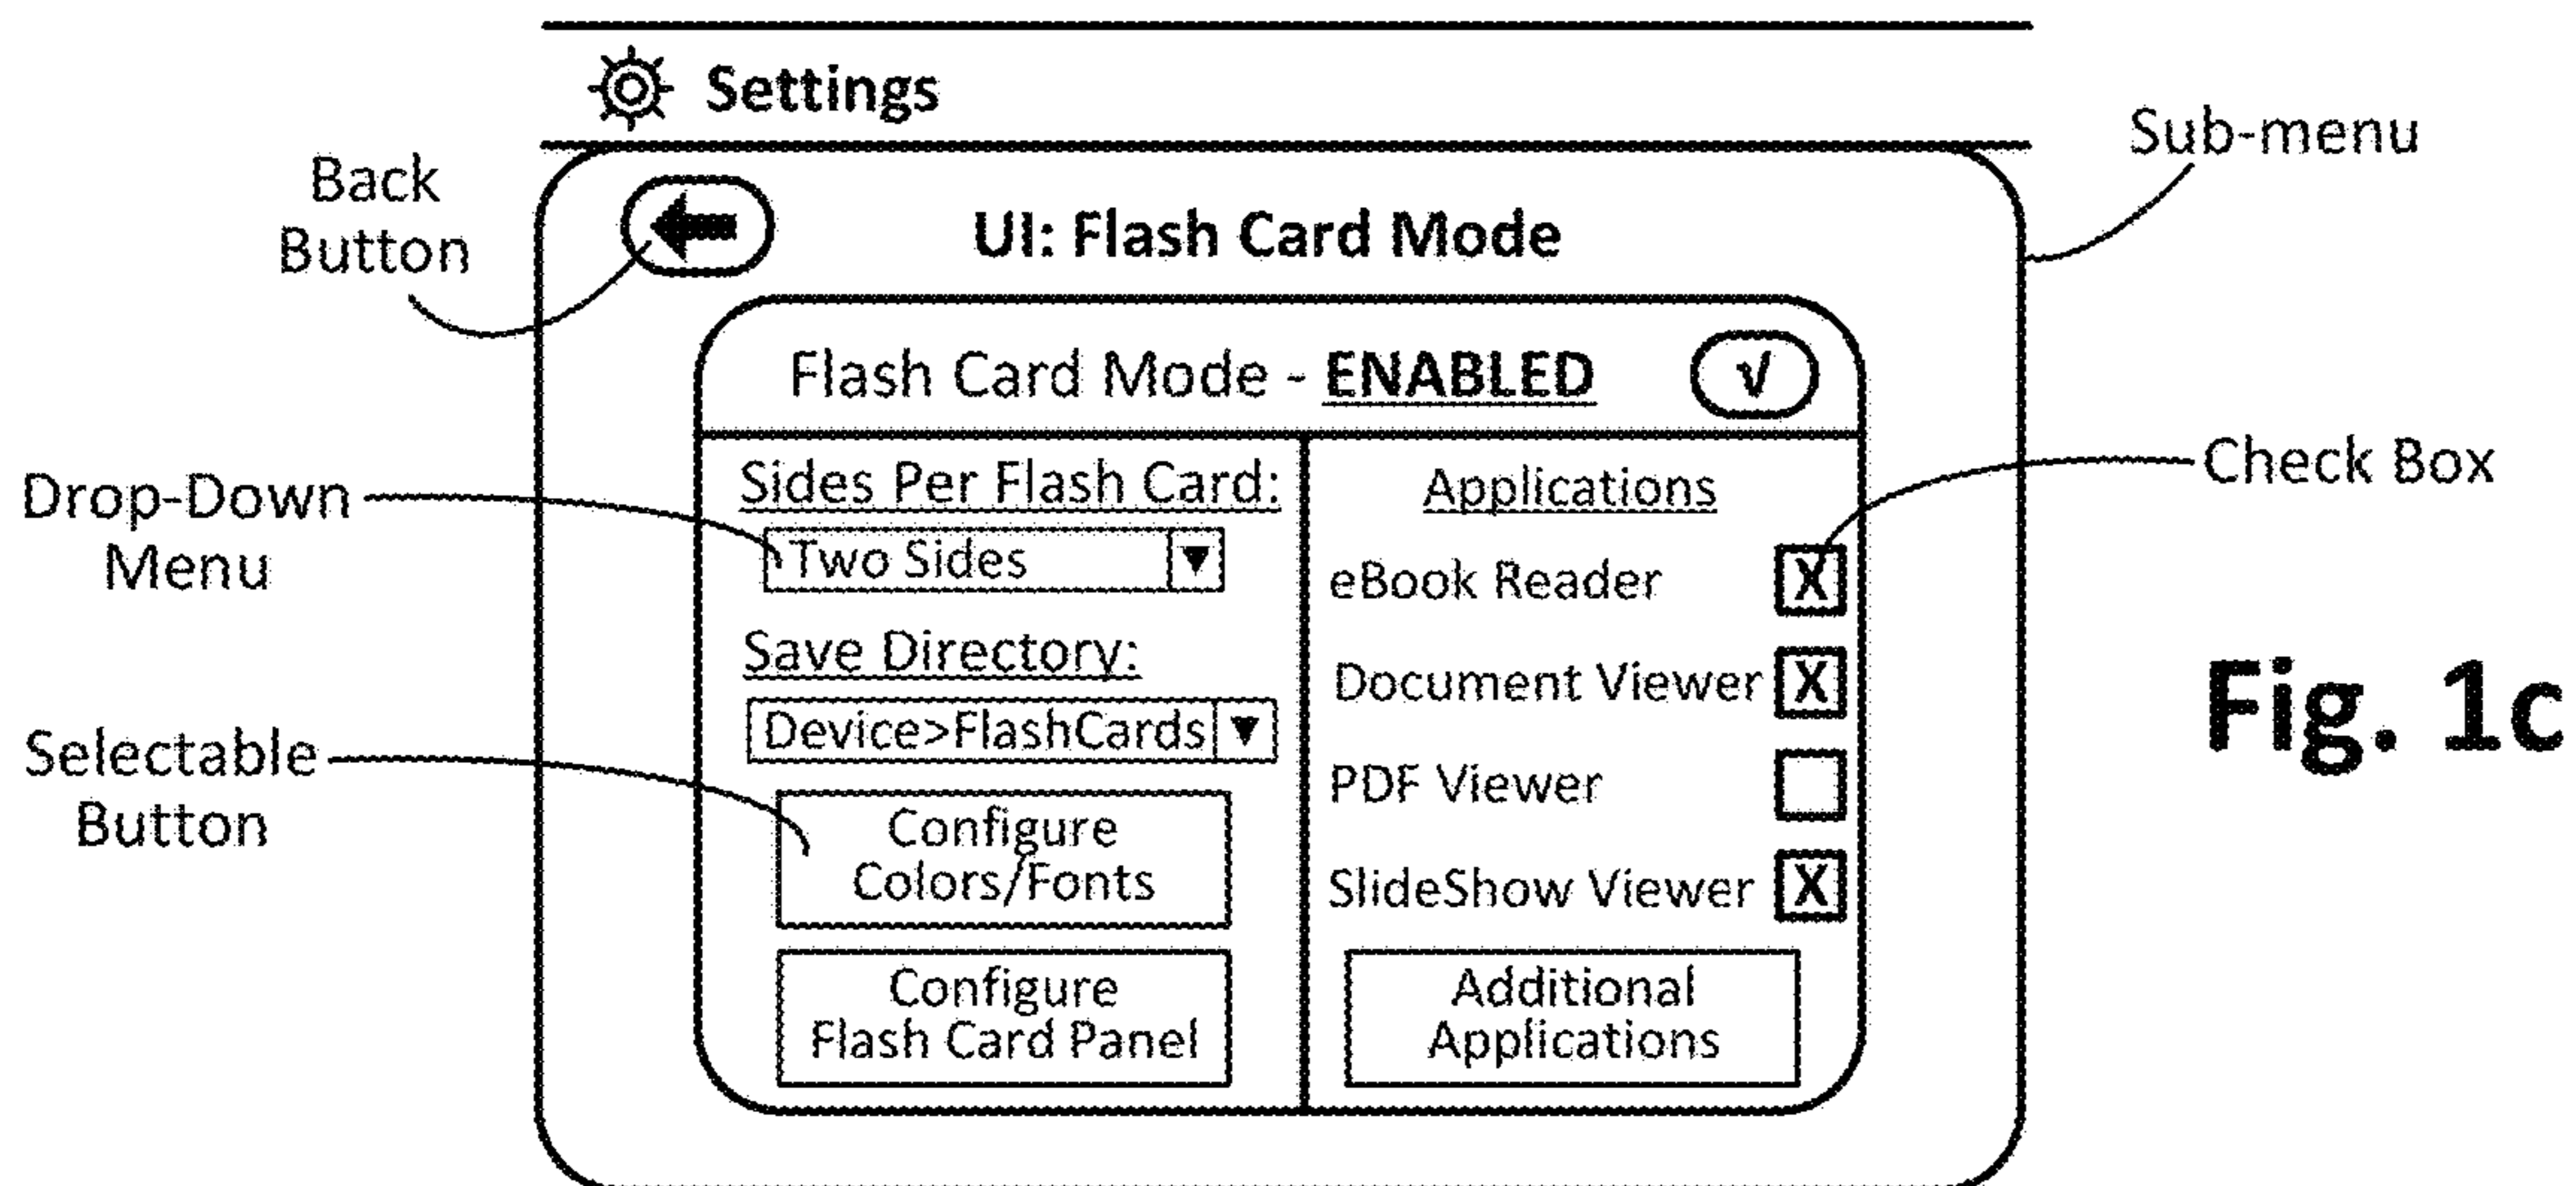 Settings
Back
Button
Sub-menu
UI: Flash Card Mode
Flash Card Mode - ENABLED
√
Drop-Down
Menu
Sides Per Flash Card:
Two Sides
Save Directory:
Device>FlashCards
Selectable
Button
Configure
Colors/Fonts
Configure
Flash Card Panel
Applications
Check Box
eBook Reader X
Document Viewer X
PDF Viewer
SlideShow Viewer X
Additional
Applications
Fig. 1c